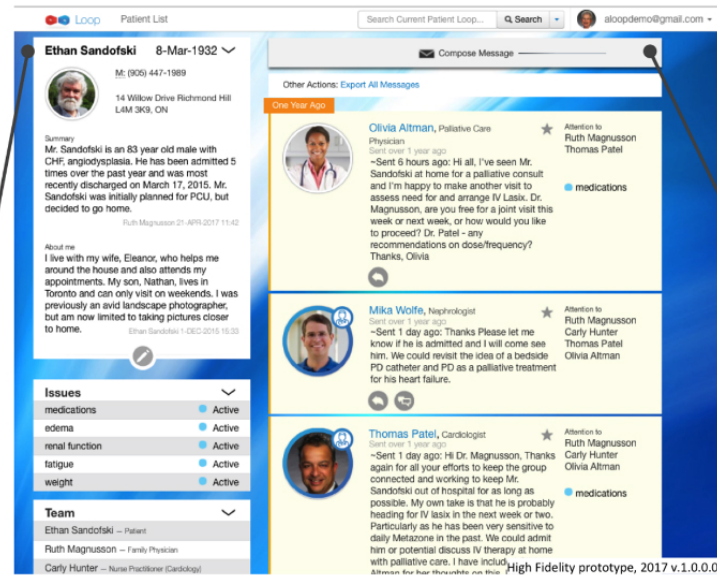 Loop
Patient List
Search Current Patient Loop...
Search
aloopdemo@gmail.com
Ethan Sandofski 8-Mar-1932
M: (905) 447-1989
14 Willow Drive Richmond Hill
L4M 3K9, ON
Summary
Mr. Sandofski is an 83 year old male with
CHF, angiodysplasia. He has been admitted 5
times over the past year and was most
recently discharged on March 17, 2015. Mr.
Sandofski was initially planned for PCU, but
decided to go home.
Ruth Magnusson 21-APR-2017 11:42
About me
I live with my wife, Eleanor, who helps me
around the house and also attends my
appointments. My son, Nathan, lives in
Toronto and can only visit on weekends. I was
previously an avid landscape photographer,
but am now limited to taking pictures closer
to home.
Ethan Sandofski 1-DEC-2015 15:33
Issues
medications Active
edema Active
renal function Active
fatigue Active
weight Active
Team
Ethan Sandofski – Patient
Ruth Magnusson – Family Physician
Carly Hunter – Nurse Practitioner (Cardiology)
Compose Message
Other Actions: Export All Messages
One Year Ago
Olivia Altman, Palliative Care
Physician
Sent over 1 year ago
~Sent 6 hours ago: Hi all, I've seen Mr.
Sandofski at home for a palliative consult
and I'm happy to make another visit to
assess need for and arrange IV Lasix. Dr.
Magnusson, are you free for a joint visit this
week or next week, or how would you like
to proceed? Dr. Patel - any
recommendations on dose/frequency?
Thanks, Olivia
Attention to
Ruth Magnusson
Thomas Patel
medications
Mika Wolfe, Nephrologist
Sent over 1 year ago
~Sent 1 day ago: Thanks Please let me
know if he is admitted and I will come see
him. We could revisit the idea of a bedside
PD catheter and PD as a palliative treatment
for his heart failure.
Attention to
Ruth Magnusson
Carly Hunter
Thomas Patel
Olivia Altman
Thomas Patel, Cardiologist
Sent over 1 year ago
~Sent 1 day ago: Hi Dr. Magnusson, Thanks
again for all your efforts to keep the group
connected and working to keep Mr.
Sandofski out of hospital for as long as
possible. My own take is that he is probably
heading for IV lasix in the next week or two.
Particularly as he has been very sensitive to
daily Metazone in the past. We could admit
him or potential discuss IV therapy at home
with palliative care. I have includ
Altman for her thoughts on this.
Attention to
Ruth Magnusson
Carly Hunter
Olivia Altman
medications
High Fidelity prototype, 2017 v.1.0.0.0